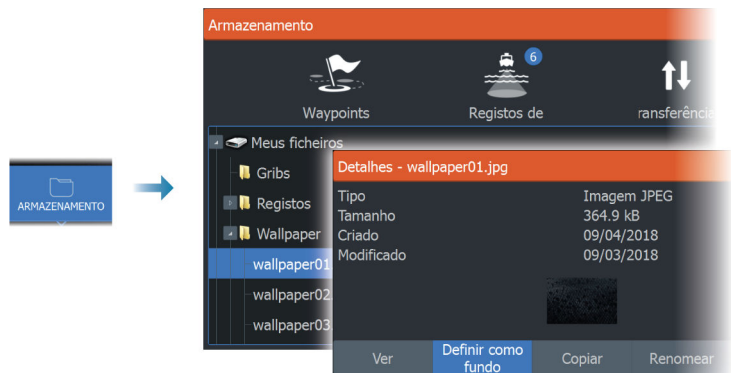 Armazenamento
6
Waypoints
Registos de
ransferência
Meus ficheiros
Gribs
Registos
Wallpaper
wallpaper01
wallpaper02
wallpaper03
ARMAZENAMENTO
Detalhes - wallpaper01.jpg
Tipo Imagem JPEG
Tamanho 364.9 kB
Criado 09/04/2018
Modificado 09/03/2018
Ver
Definir como
fundo
Copiar
Renomear